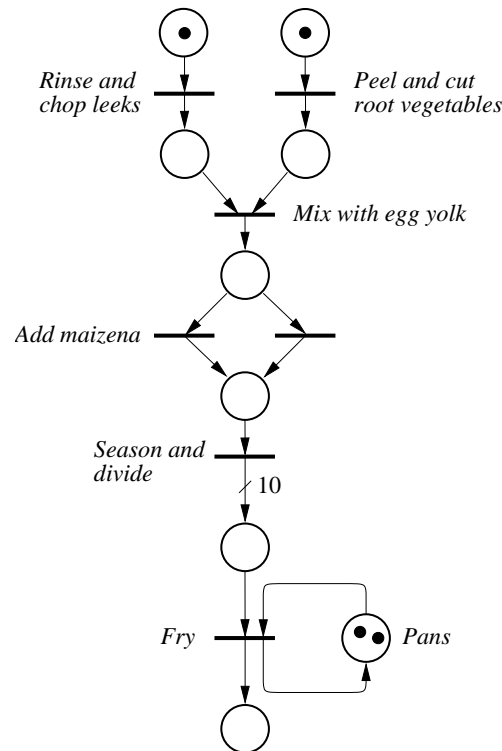 Rinse and
chop leeks
Peel and cut
root vegetables
Mix with egg yolk
Add maizena
Season and
divide
10
Fry
Pans